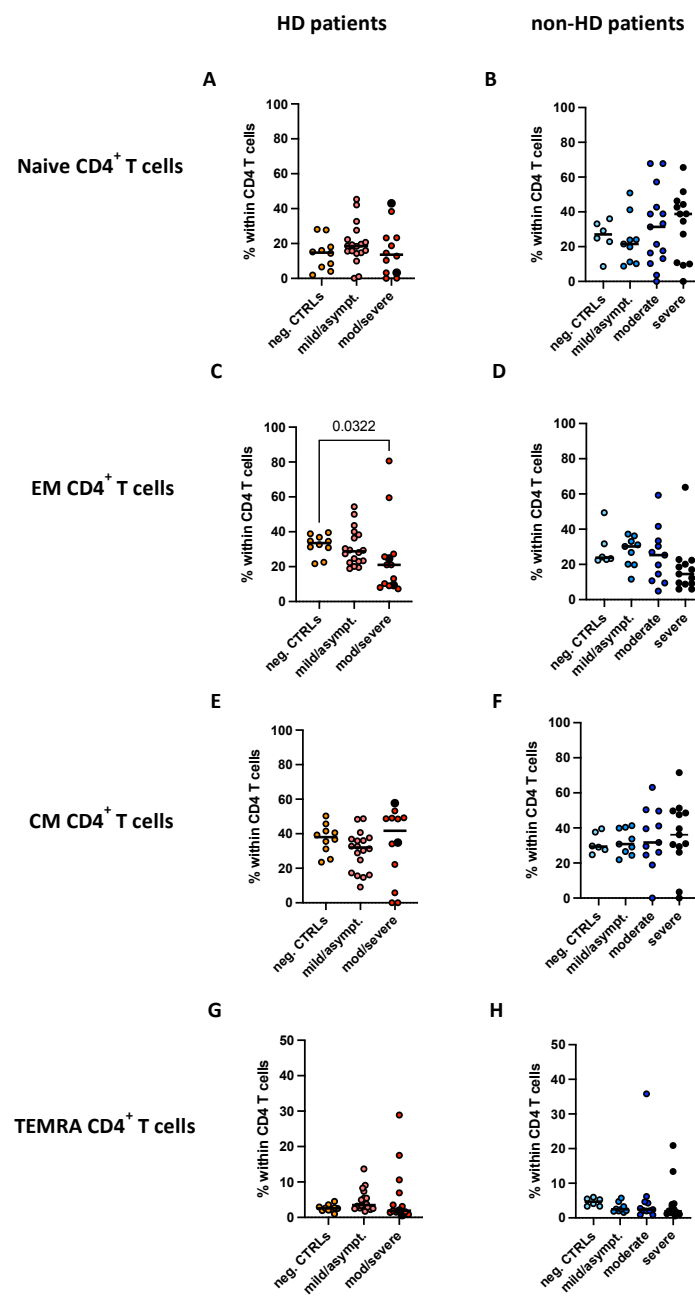 HD patients
non-HD patients
A
B
Naive CD4+ T cells
% within CD4 T cells
100
80
60
40
20
0
neg. CTRLs
mild/asympt.
mod/severe
% within CD4 T cells
100
80
60
40
20
0
neg. CTRLs
mild/asympt.
moderate
severe
C
D
EM CD4+ T cells
% within CD4 T cells
100
80
60
40
20
0
0.0322
neg. CTRLs
mild/asympt.
mod/severe
% within CD4 T cells
100
80
60
40
20
0
neg. CTRLs
mild/asympt.
moderate
severe
E
F
CM CD4+ T cells
% within CD4 T cells
100
80
60
40
20
0
neg. CTRLs
mild/asympt.
mod/severe
% within CD4 T cells
100
80
60
40
20
0
neg. CTRLs
mild/asympt.
moderate
severe
G
H
TEMRA CD4+ T cells
% within CD4 T cells
50
40
30
20
10
0
neg. CTRLs
mild/asympt.
mod/severe
% within CD4 T cells
50
40
30
20
10
0
neg. CTRLs
mild/asympt.
moderate
severe